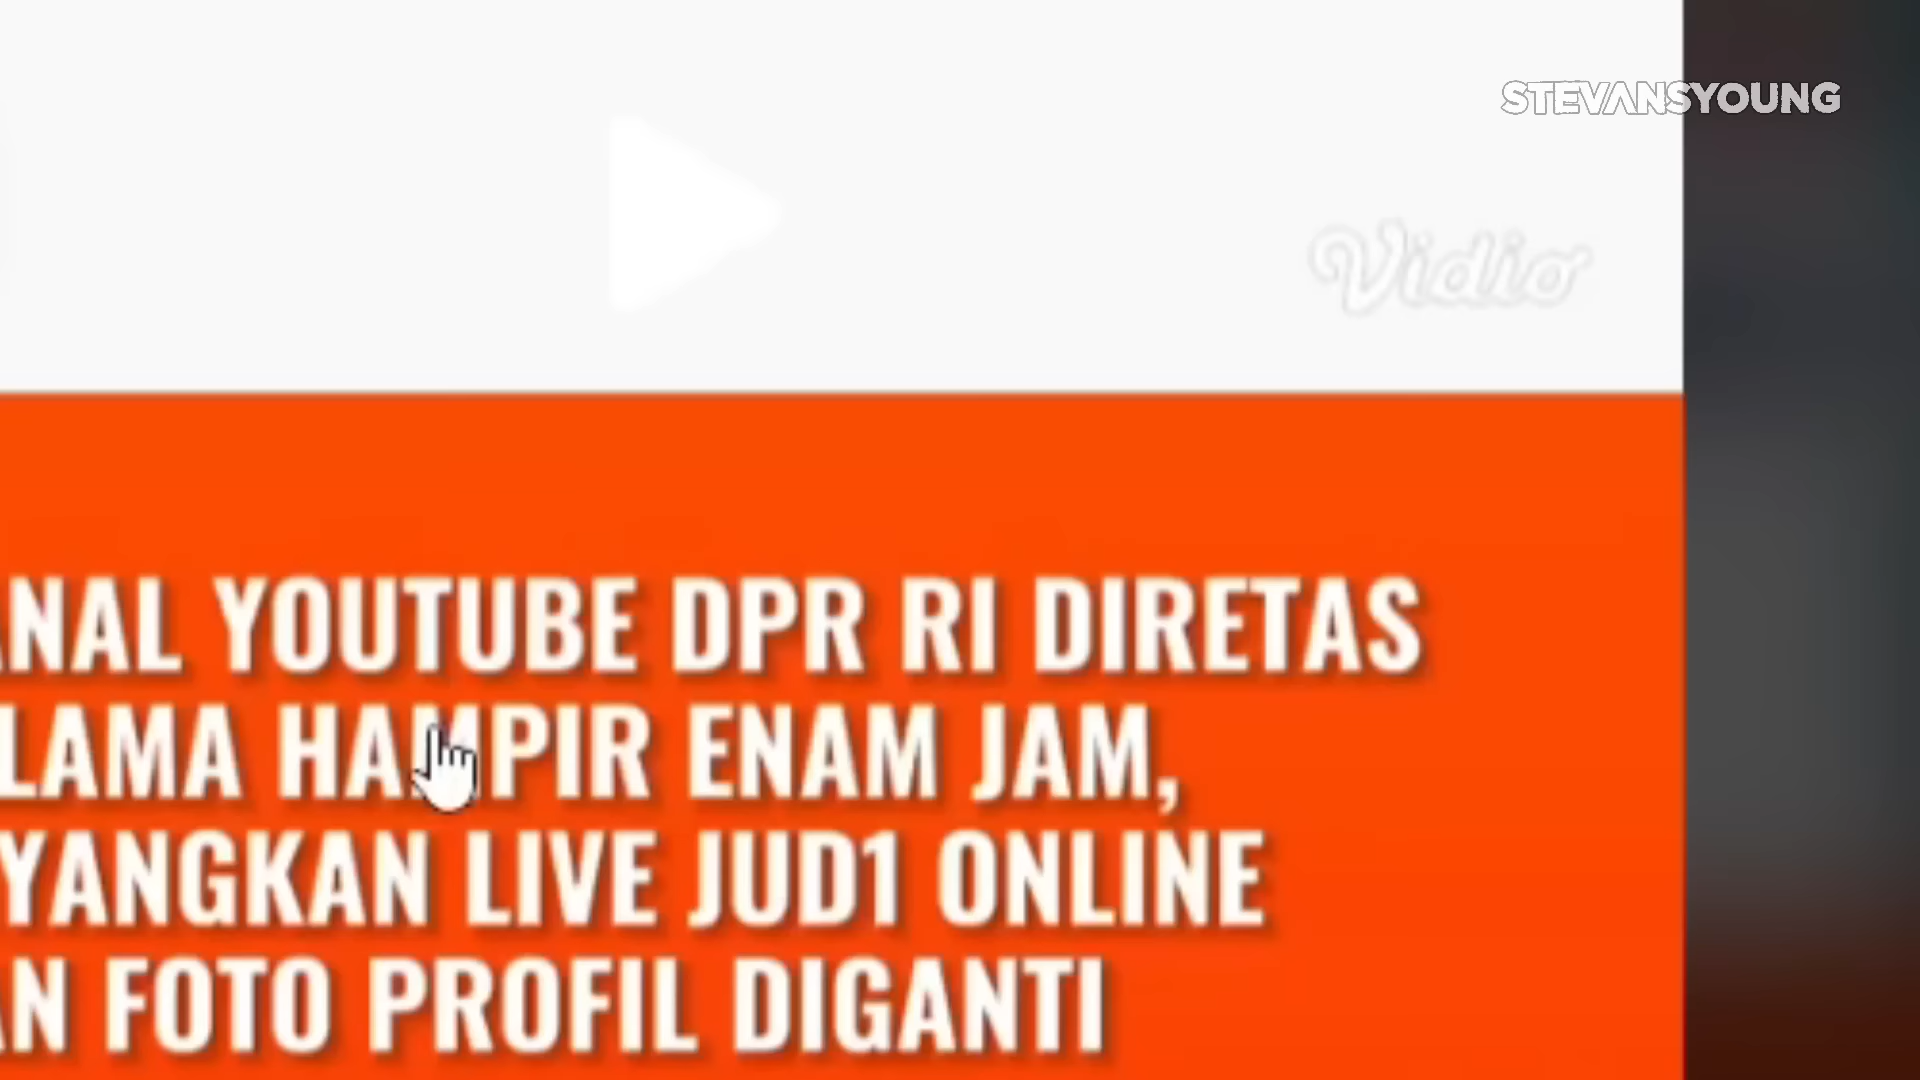 STEVANSYOUNG
Vidio
ANAL YOUTUBE DPR RI DIRETAS
LAMA HAMPIR ENAM JAM,
YANGKAN LIVE JUD1 ONLINE
AN FOTO PROFIL DIGANTI